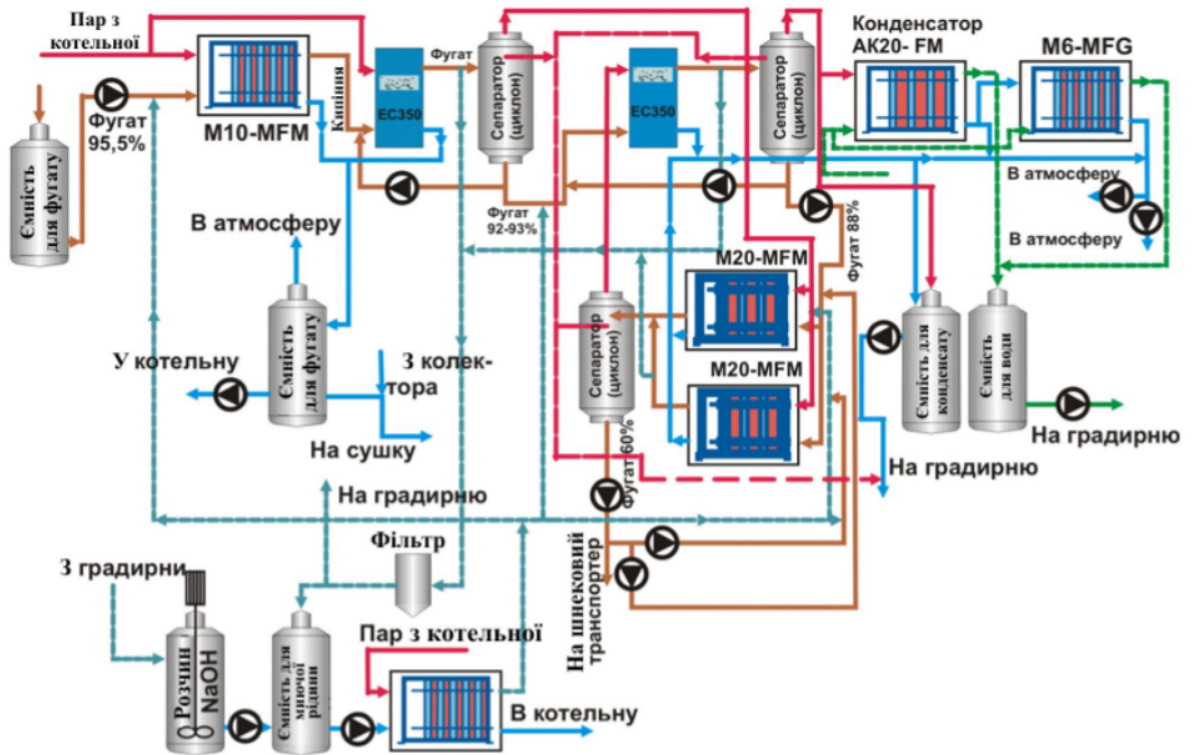 Пар з
котельної
Фугат
95,5%
Ємність
для фугату
M10-MFM
Кипіння
EC350
Фугат
Сепаратор
(циклон)
Фугат
92-93%
EC350
Сепаратор
(циклон)
Конденсатор
АК20- FM
M6-MFG
В атмосферу
В атмосферу
Фугат 88%
M20-MFM
M20-MFM
Сепаратор
(циклон)
Фугат 60%
В атмосферу
Ємність
для фугату
У котельну
З колек-
тора
На сушку
Ємність для
конденсату
Ємність
для води
На градирню
На градирню
На градирню
Фільтр
З градирни
Розчин
NaOH
Ємність для
миючої
рідини
Пар з котельної
В котельну
На шнековий
транспортер